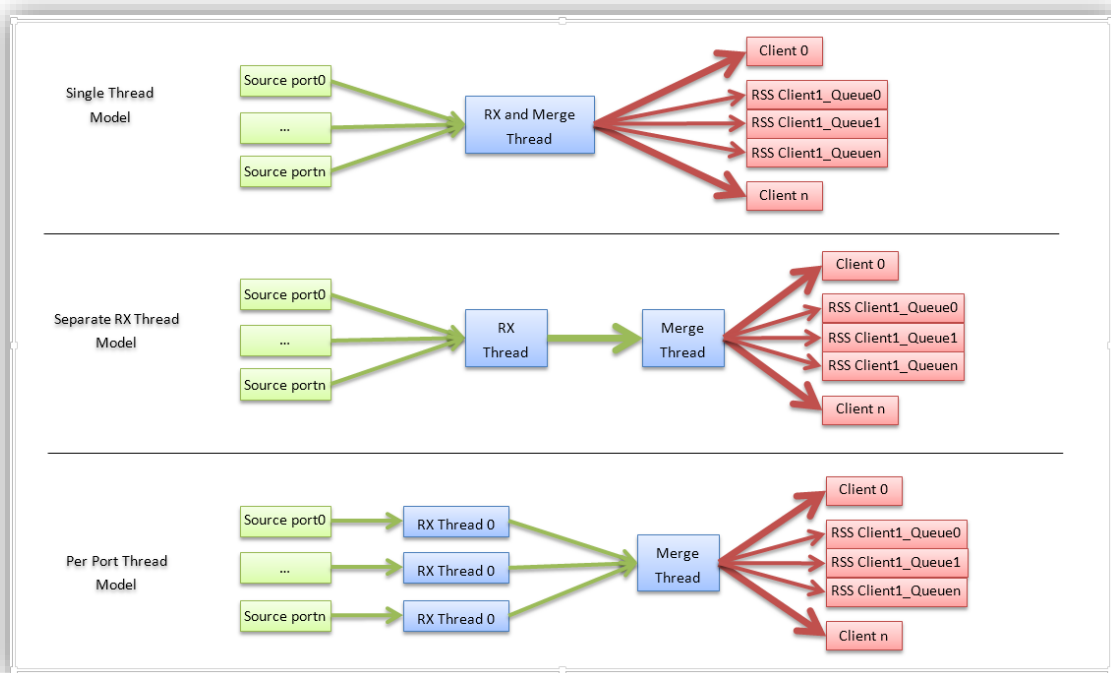 Single Thread
Model
Source port0
...
Source portn
RX and Merge
Thread
Client 0
RSS Client1_Queue0
RSS Client1_Queue1
RSS Client1_Queuen
Client n
Separate RX Thread
Model
Source port0
...
Source portn
RX
Thread
Merge
Thread
Client 0
RSS Client1_Queue0
RSS Client1_Queue1
RSS Client1_Queuen
Client n
Per Port Thread
Model
Source port0
...
Source portn
RX Thread 0
RX Thread 0
RX Thread 0
Merge
Thread
Client 0
RSS Client1_Queue0
RSS Client1_Queue1
RSS Client1_Queuen
Client n